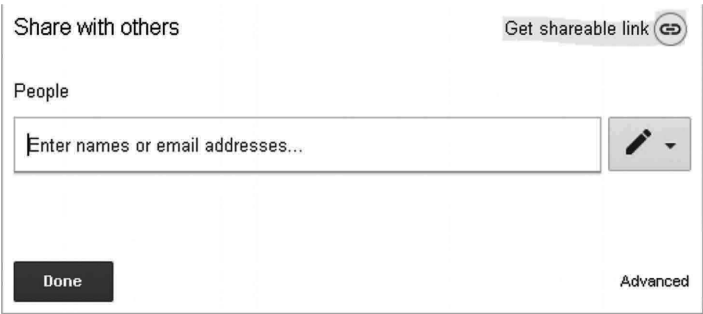 Share with others
Get shareable link
People
Enter names or email addresses...
Done
Advanced